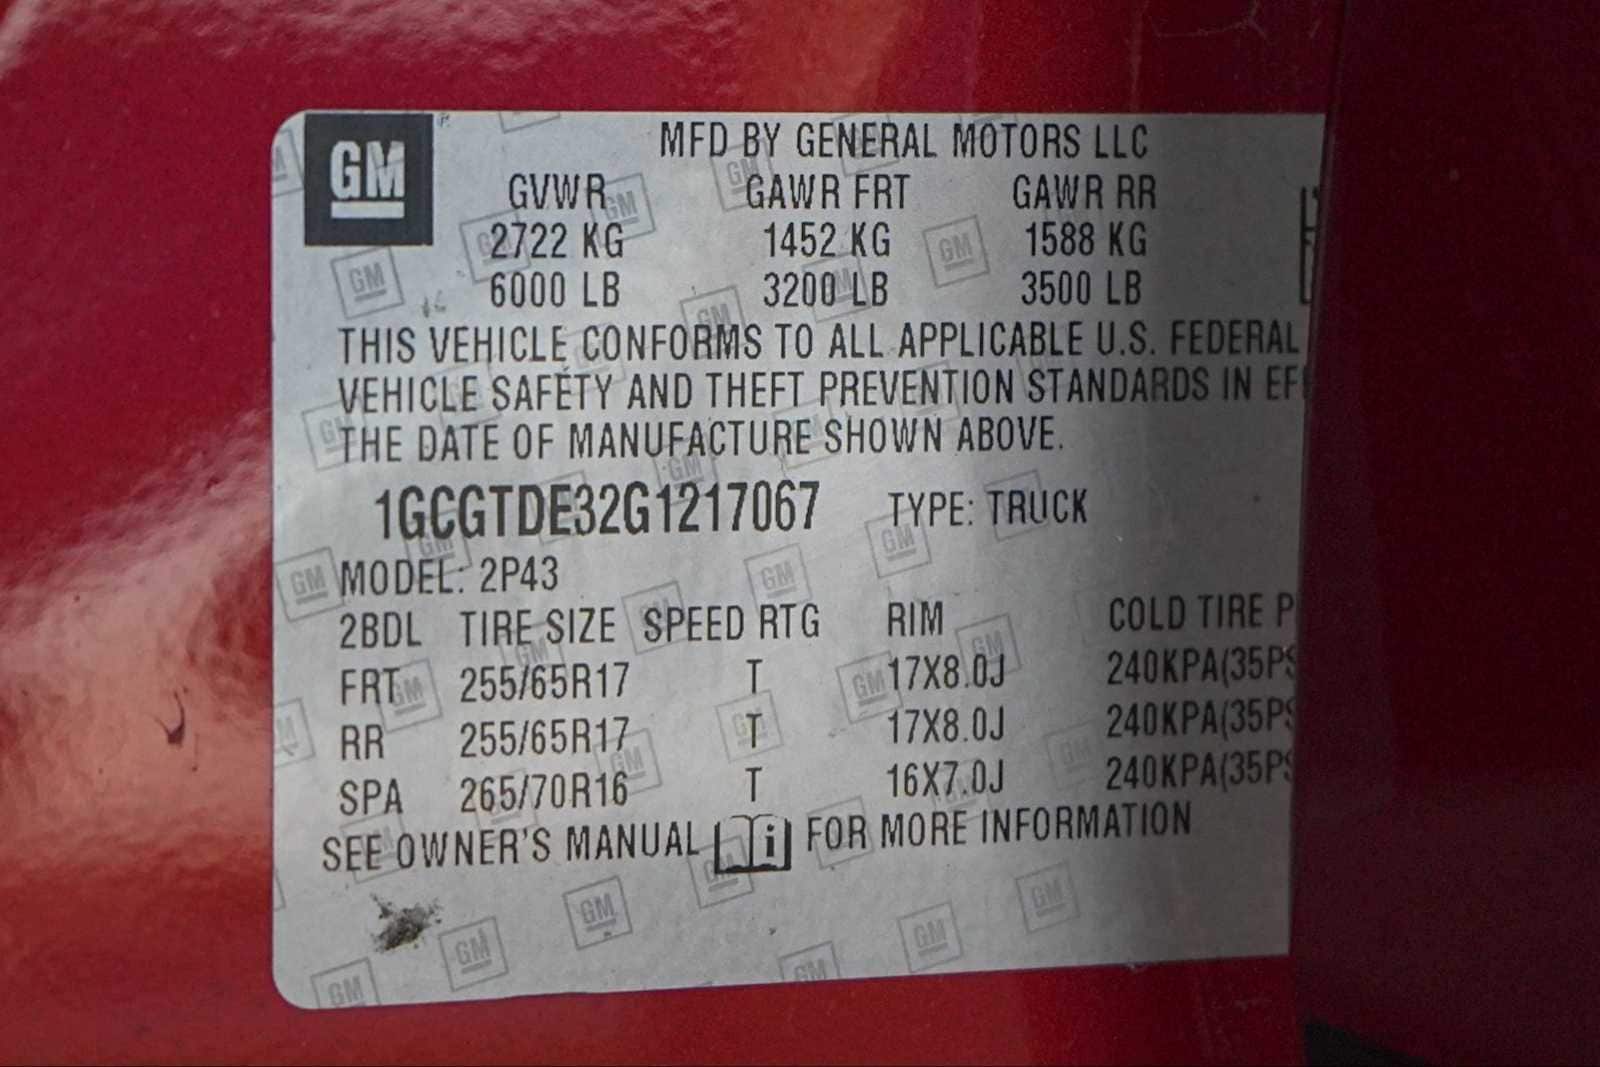 GM
MFD BY GENERAL MOTORS LLC
GVWR GAWR FRT GAWR RR
2722 KG 1452 KG 1588 KG
6000 LB 3200 LB 3500 LB
THIS VEHICLE CONFORMS TO ALL APPLICABLE U.S. FEDERAL
VEHICLE SAFETY AND THEFT PREVENTION STANDARDS IN EF
THE DATE OF MANUFACTURE SHOWN ABOVE.
1GCGTDE32G1217067 TYPE: TRUCK
MODEL: 2P43
2BDL TIRE SIZE SPEED RTG RIM COLD TIRE P
FRT 255/65R17 T 17X8.0J 240KPA(35PS
RR 255/65R17 T 17X8.0J 240KPA(35PS
SPA 265/70R16 T 16X7.0J 240KPA(35PS
SEE OWNER'S MANUAL i FOR MORE INFORMATION